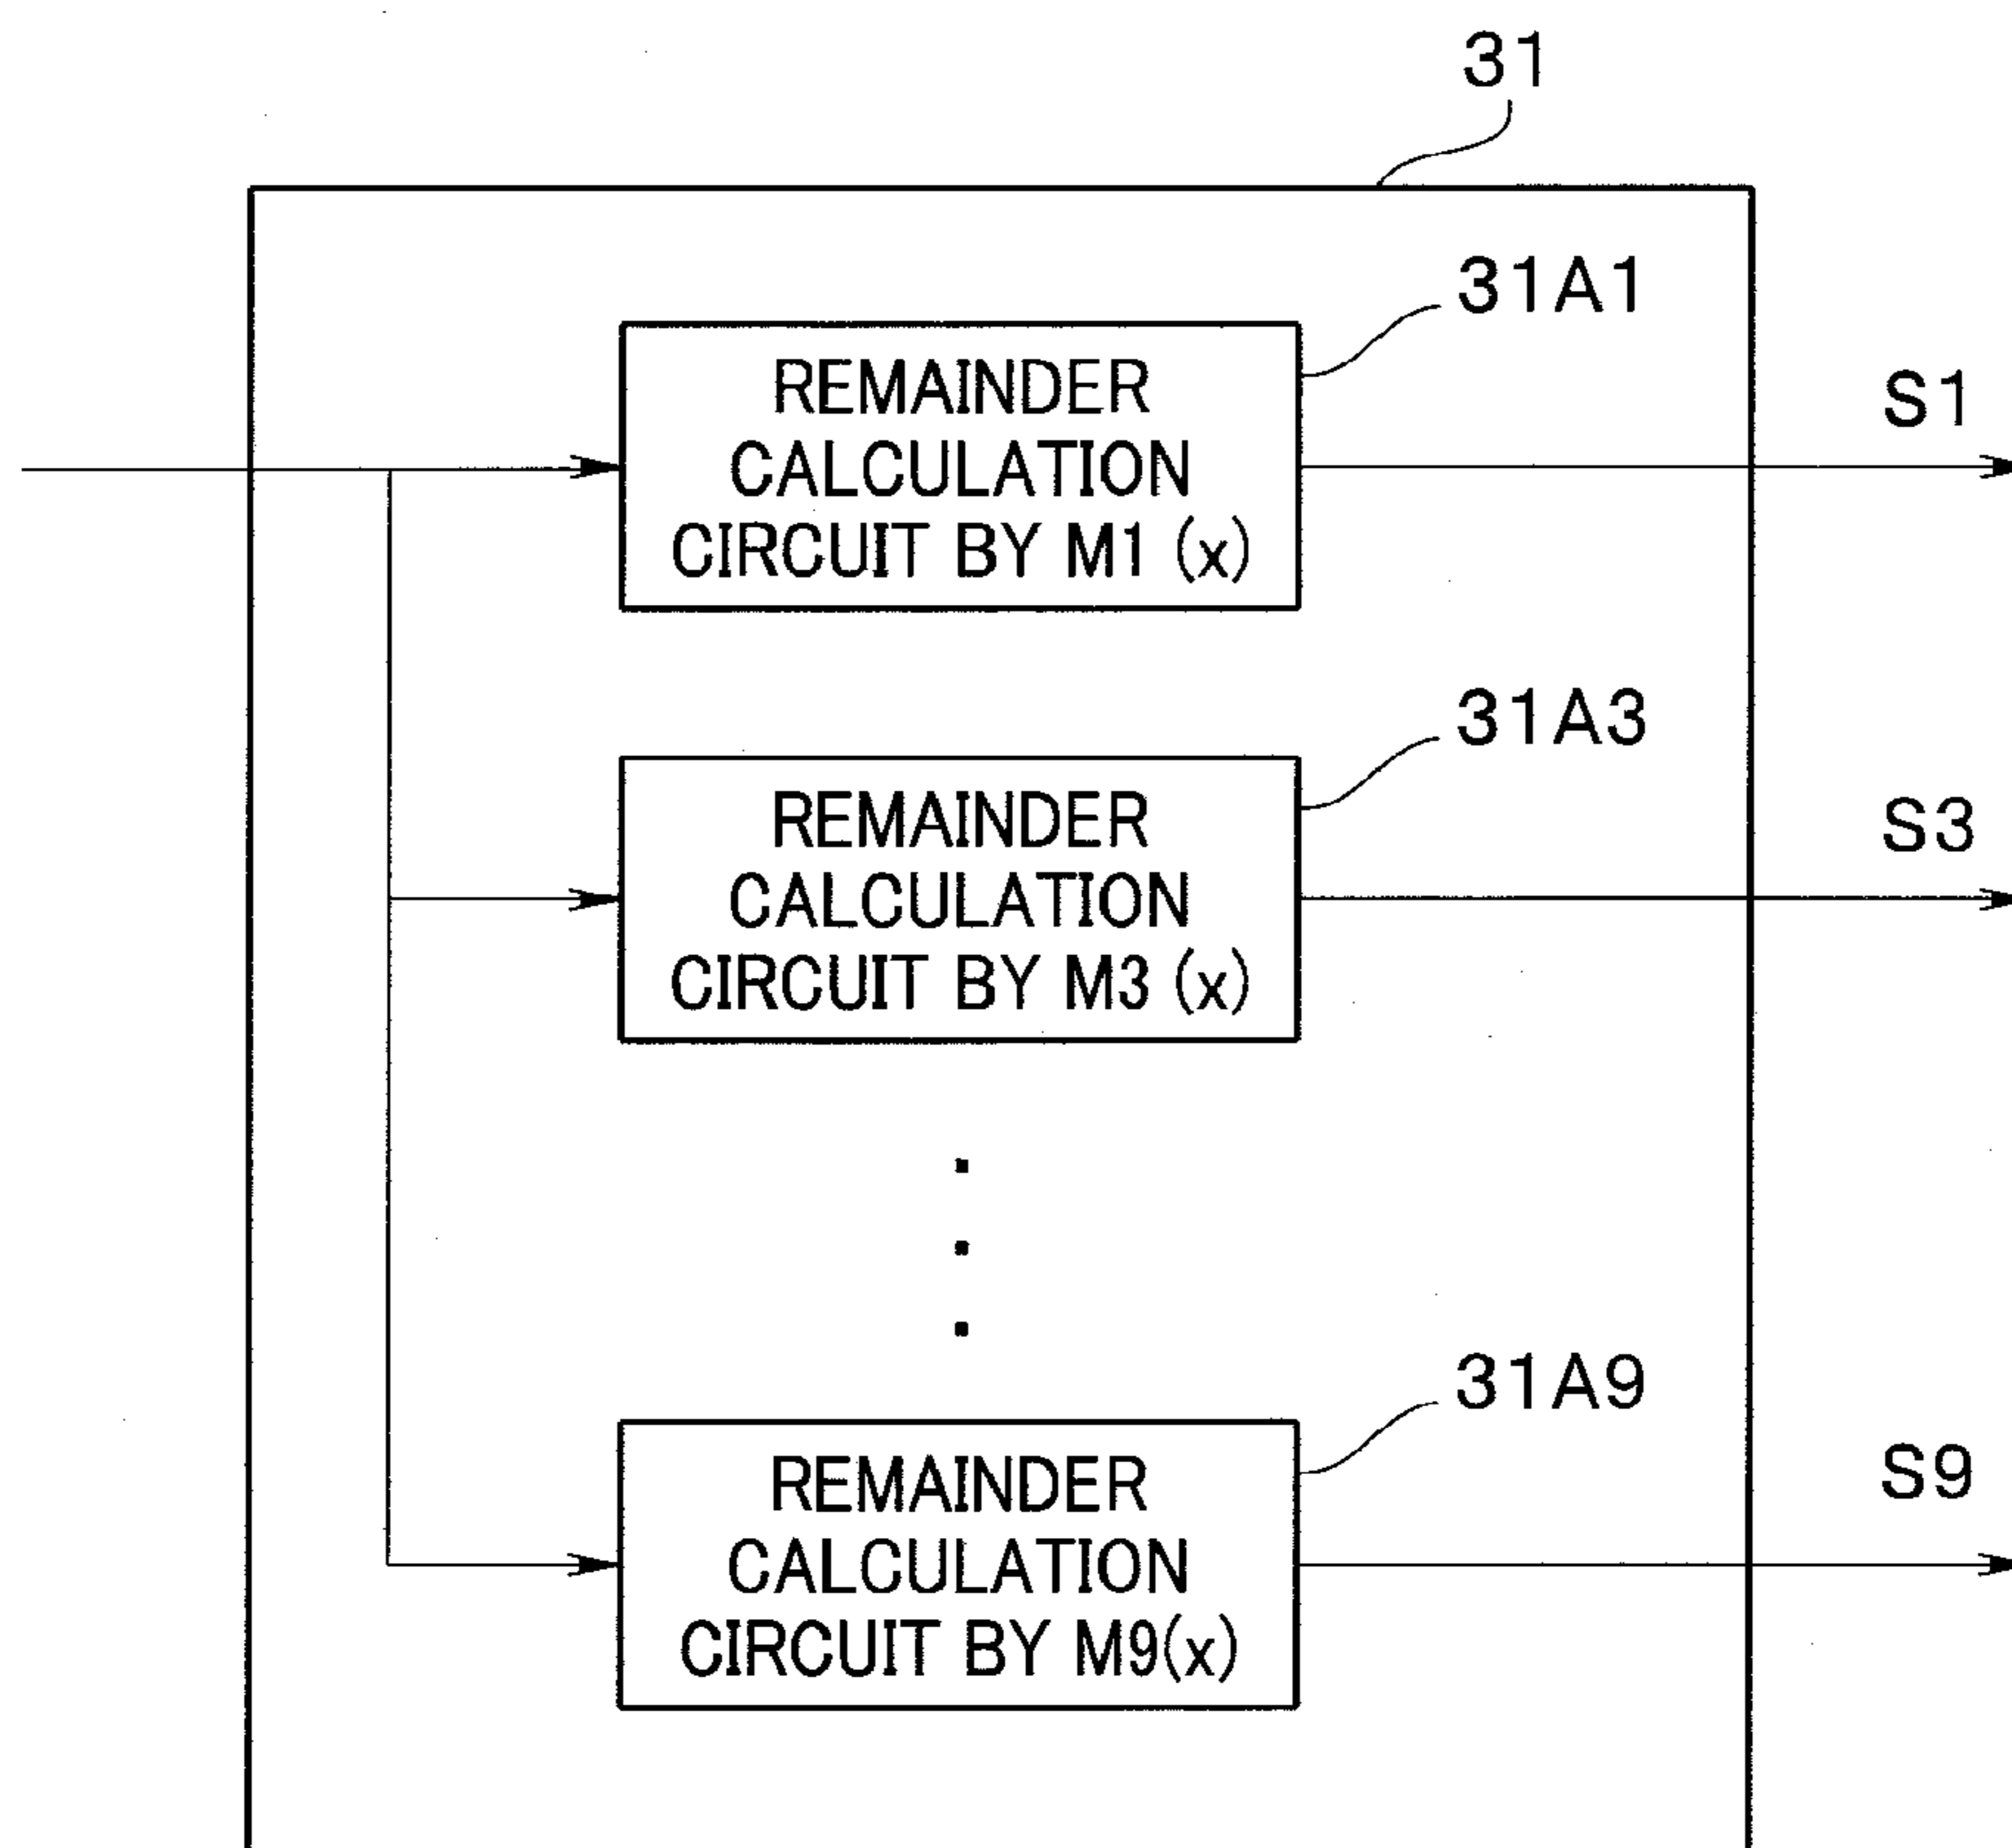 31
31A1
REMAINDER
CALCULATION
CIRCUIT BY M1 (x)
S1
31A3
REMAINDER
CALCULATION
CIRCUIT BY M3 (x)
S3
31A9
REMAINDER
CALCULATION
CIRCUIT BY M9(x)
S9